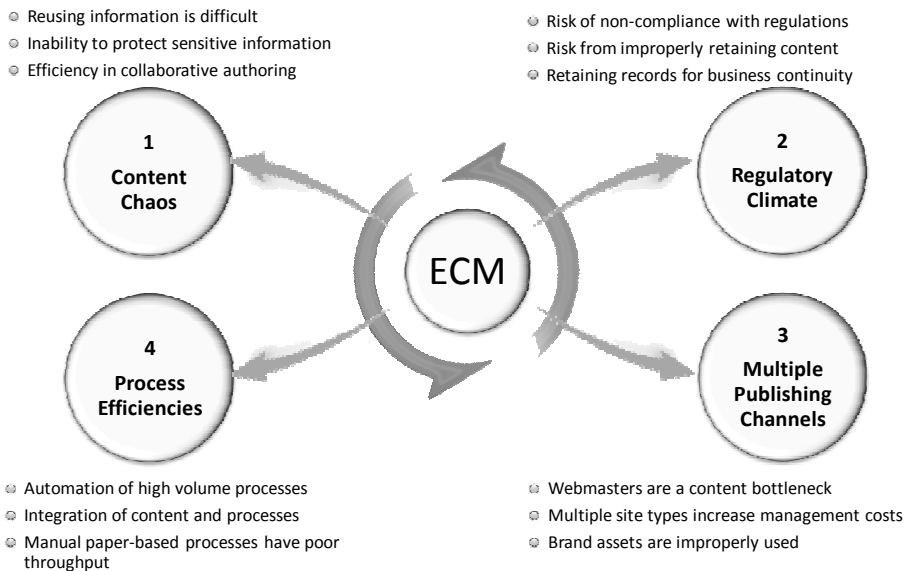 Reusing information is difficult
Inability to protect sensitive information
Efficiency in collaborative authoring
Risk of non-compliance with regulations
Risk from improperly retaining content
Retaining records for business continuity
1
Content
Chaos
2
Regulatory
Climate
ECM
4
Process
Efficiencies
3
Multiple
Publishing
Channels
Automation of high volume processes
Integration of content and processes
Manual paper-based processes have poor
throughput
Webmasters are a content bottleneck
Multiple site types increase management costs
Brand assets are improperly used